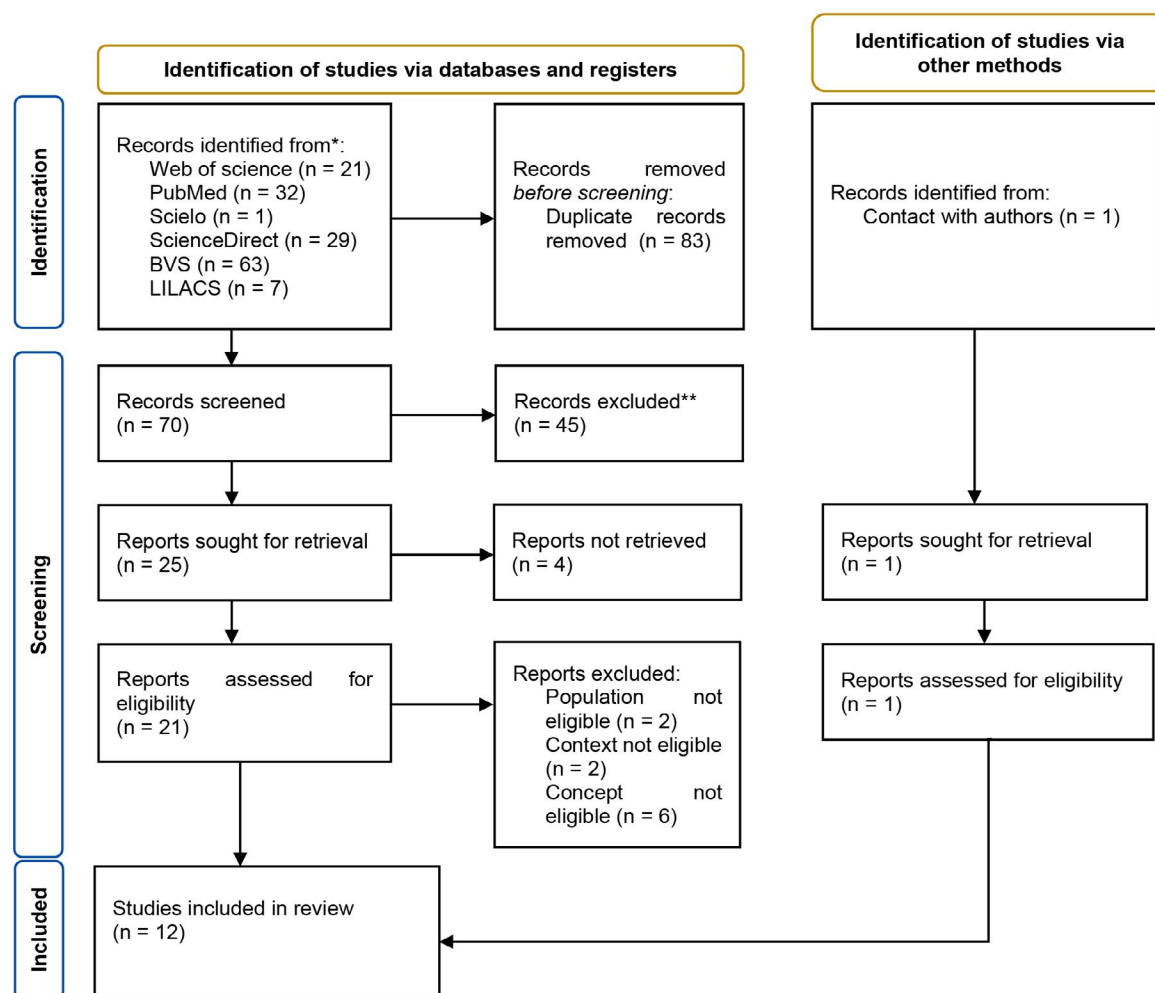 Identification of studies via databases and registers
Identification of studies via
other methods
Identification
Records identified from*:
Web of science (n = 21)
PubMed (n = 32)
Scielo (n = 1)
ScienceDirect (n = 29)
BVS (n = 63)
LILACS (n = 7)
Records removed
before screening:
Duplicate records
removed (n = 83)
Records identified from:
Contact with authors (n = 1)
Screening
Records screened
(n = 70)
Records excluded**
(n = 45)
Reports sought for retrieval
(n = 25)
Reports not retrieved
(n = 4)
Reports sought for retrieval
(n = 1)
Reports assessed for
eligibility
(n = 21)
Reports excluded:
Population not
eligible (n = 2)
Context not eligible
(n = 2)
Concept not
eligible (n = 6)
Reports assessed for eligibility
(n = 1)
Included
Studies included in review
(n = 12)